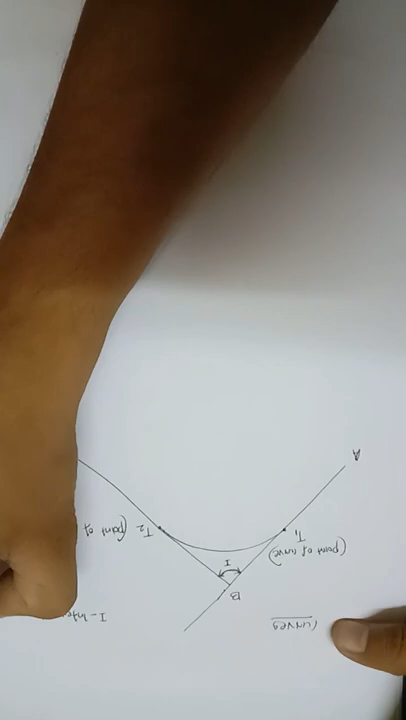 Curves
B
I - Inte
I
(point of curve)
T1
T2
(point of
A